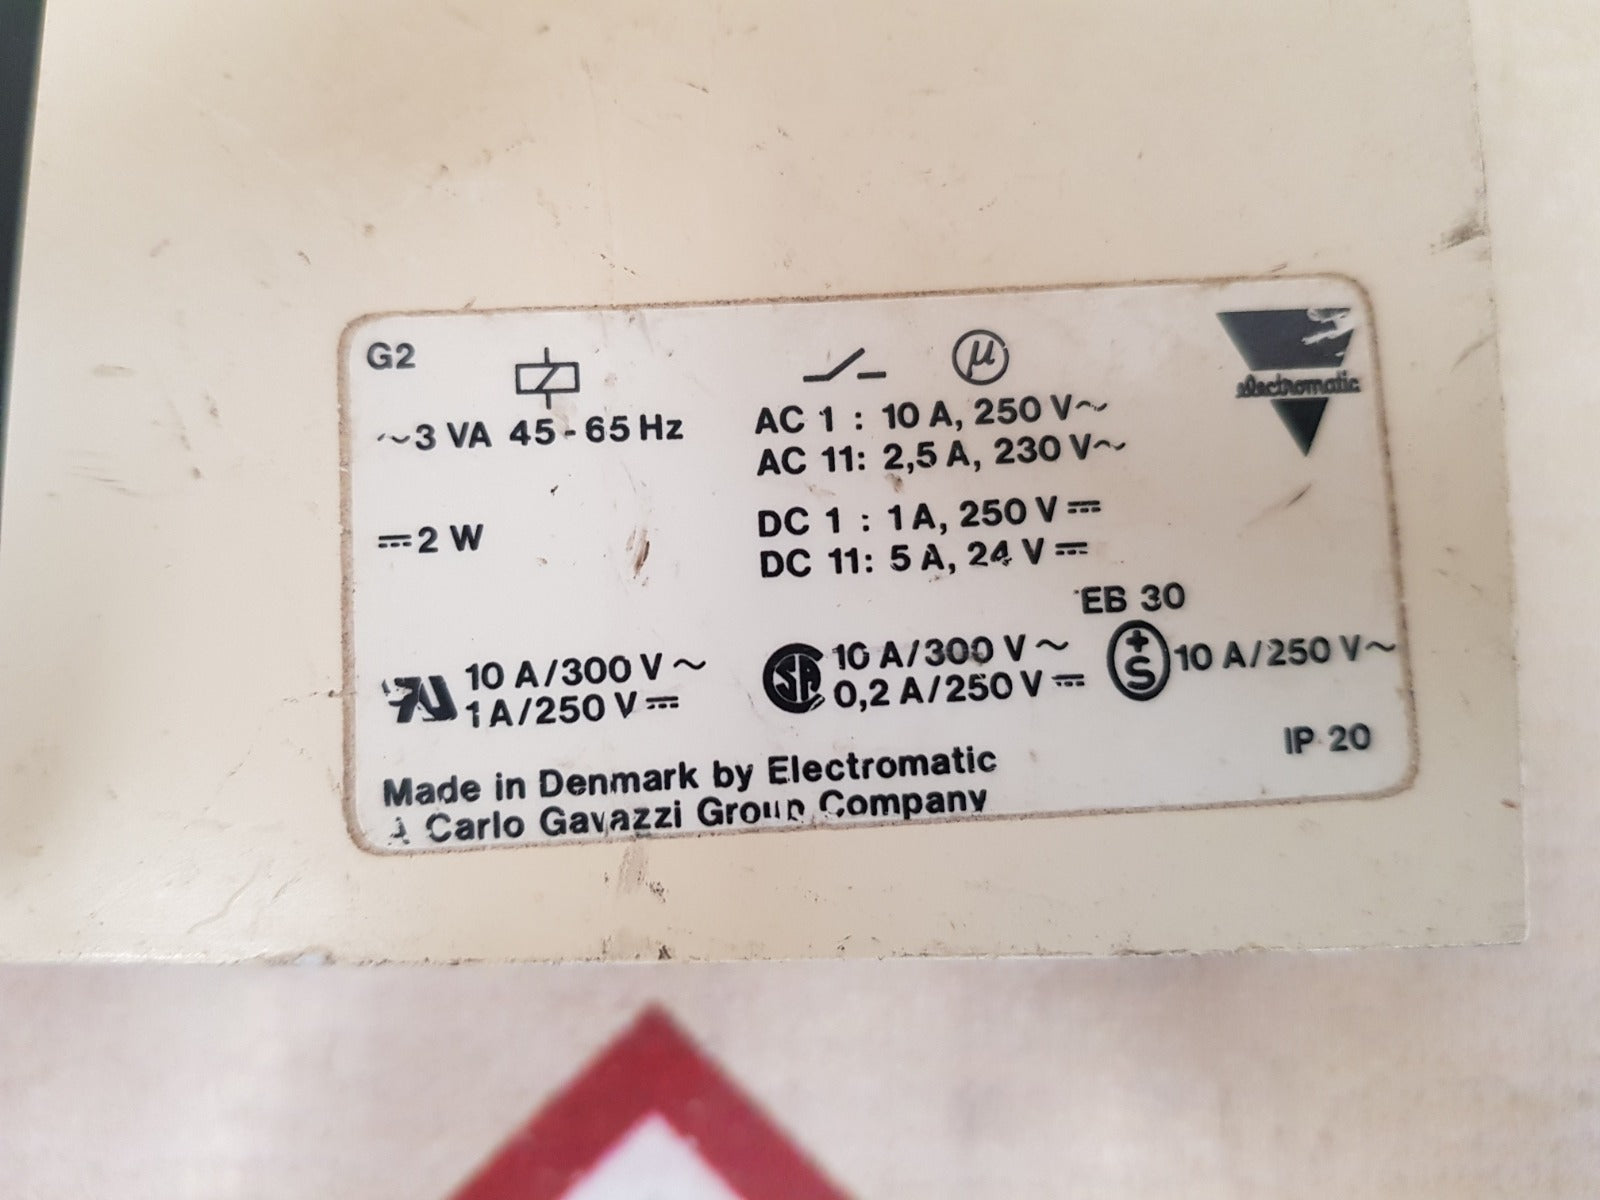 G2
µ
electromatic
~3 VA 45-65 Hz
AC 1 : 10 A, 250 V~
AC 11: 2,5 A, 230 V~
⎓2 W
DC 1 : 1 A, 250 V⎓
DC 11: 5 A, 24 V⎓
EB 30
10 A/300 V~
1 A/250 V⎓
SA
10 A/300 V~
0,2 A/250 V⎓
+
S
10 A/250 V~
IP 20
Made in Denmark by Electromatic
A Carlo Gavazzi Group Company